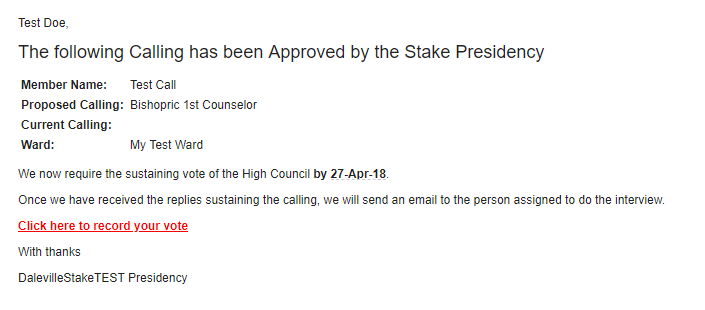 Test Doe,
The following Calling has been Approved by the Stake Presidency
Member Name: Test Call
Proposed Calling: Bishopric 1st Counselor
Current Calling:
Ward: My Test Ward
We now require the sustaining vote of the High Council by 27-Apr-18.
Once we have received the replies sustaining the calling, we will send an email to the person assigned to do the interview.
Click here to record your vote
With thanks
DalevilleStakeTEST Presidency